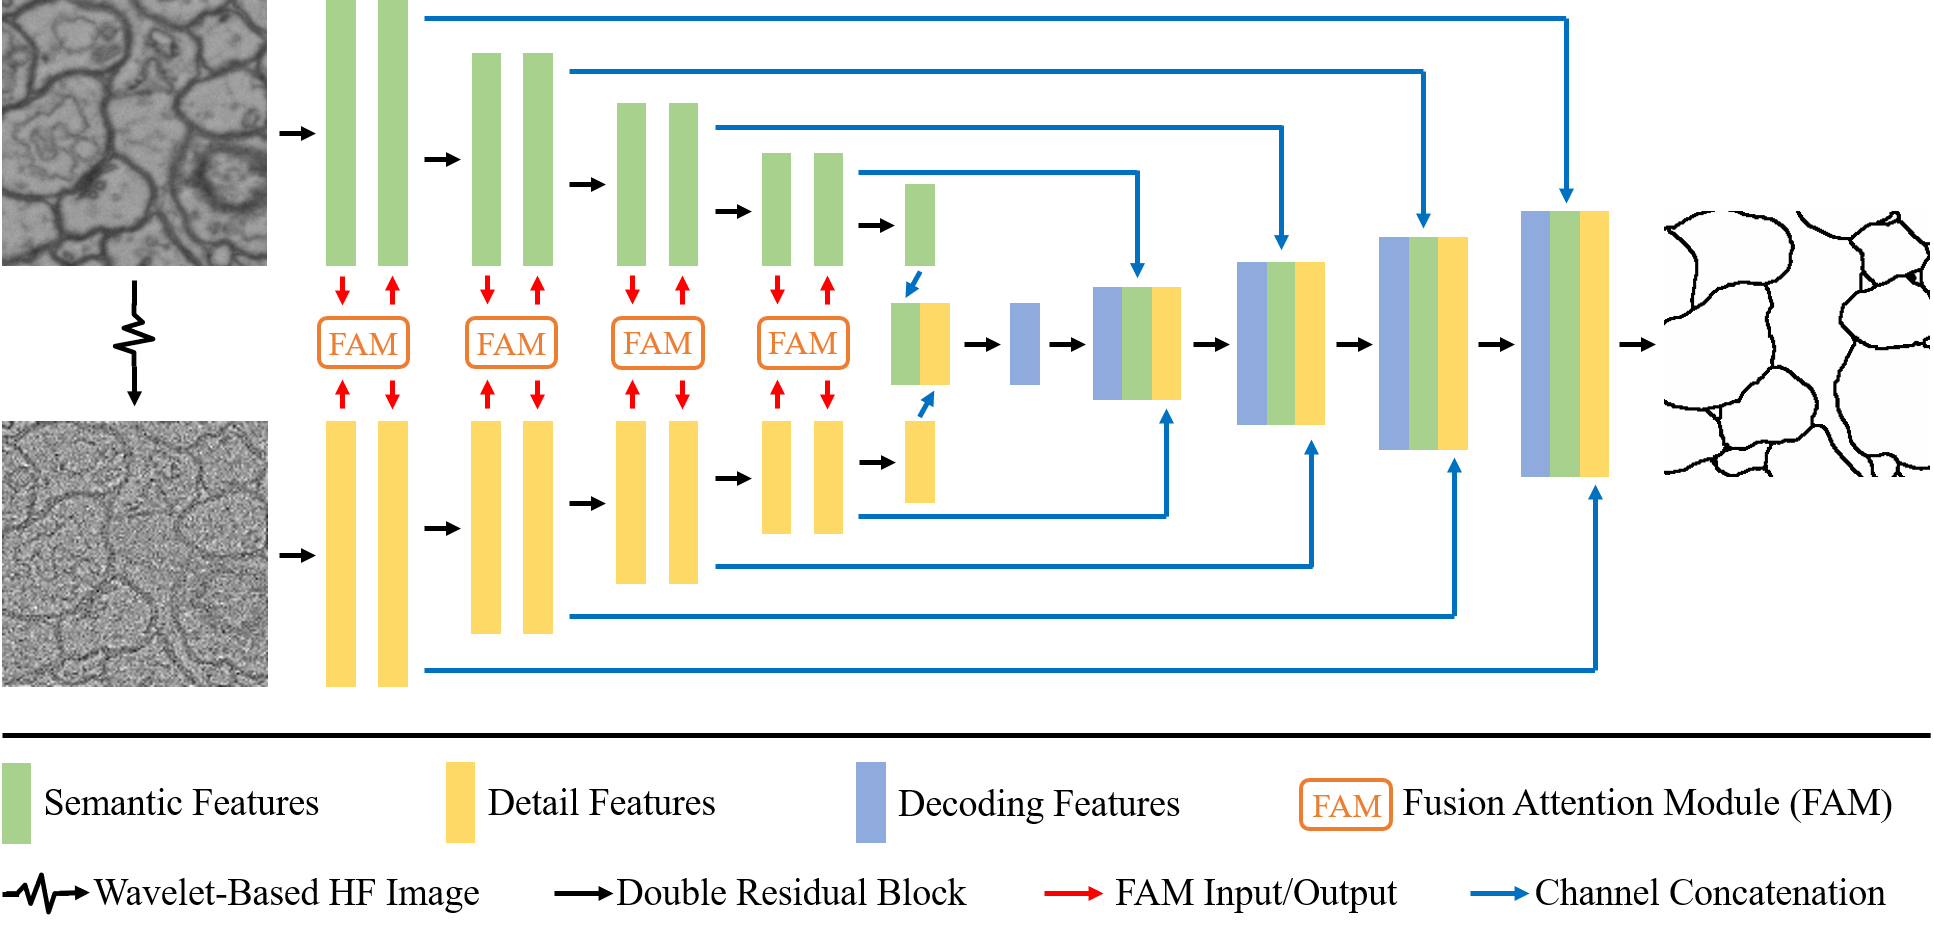 FAM FAM FAM FAM
Semantic Features Detail Features Decoding Features FAM Fusion Attention Module (FAM)
Wavelet-Based HF Image Double Residual Block FAM Input/Output Channel Concatenation